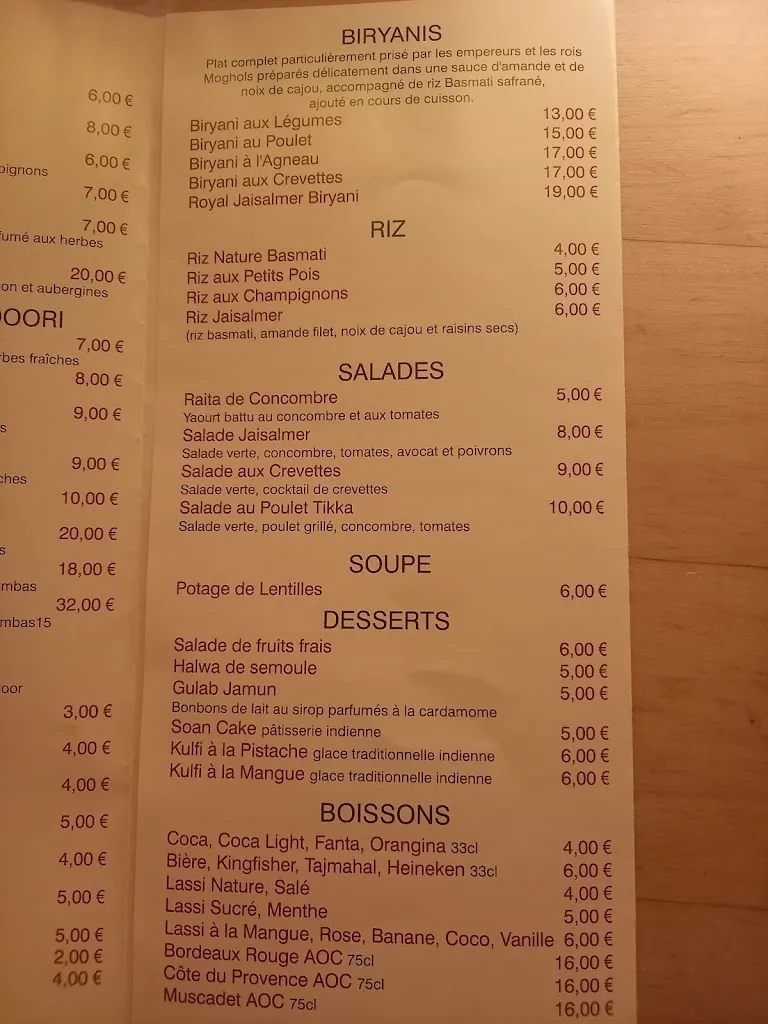 6,00 €
8,00 €
6,00 €
pignons
7,00 €
7,00 €
fumé aux herbes
20,00 €
on et aubergines
OORI
7,00 €
rbes fraîches
8,00 €
9,00 €
s
9,00 €
ches
10,00 €
20,00 €
s
18,00 €
mbas
32,00 €
mbas15
oor
3,00 €
4,00 €
4,00 €
5,00 €
4,00 €
5,00 €
5,00 €
2,00 €
4,00 €
BIRYANIS
Plat complet particulièrement prisé par les empereurs et les rois
Moghols préparés délicatement dans une sauce d'amande et de
noix de cajou, accompagné de riz Basmati safrané,
ajouté en cours de cuisson.
Biryani aux Légumes 13,00 €
Biryani au Poulet 15,00 €
Biryani à l'Agneau 17,00 €
Biryani aux Crevettes 17,00 €
Royal Jaisalmer Biryani 19,00 €
RIZ
Riz Nature Basmati 4,00 €
Riz aux Petits Pois 5,00 €
Riz aux Champignons 6,00 €
Riz Jaisalmer 6,00 €
(riz basmati, amande filet, noix de cajou et raisins secs)
SALADES
Raita de Concombre 5,00 €
Yaourt battu au concombre et aux tomates
Salade Jaisalmer 8,00 €
Salade verte, concombre, tomates, avocat et poivrons
Salade aux Crevettes 9,00 €
Salade verte, cocktail de crevettes
Salade au Poulet Tikka 10,00 €
Salade verte, poulet grillé, concombre, tomates
SOUPE
Potage de Lentilles 6,00 €
DESSERTS
Salade de fruits frais 6,00 €
Halwa de semoule 5,00 €
Gulab Jamun 5,00 €
Bonbons de lait au sirop parfumés à la cardamome
Soan Cake pâtisserie indienne 5,00 €
Kulfi à la Pistache glace traditionnelle indienne 6,00 €
Kulfi à la Mangue glace traditionnelle indienne 6,00 €
BOISSONS
Coca, Coca Light, Fanta, Orangina 33cl 4,00 €
Bière, Kingfisher, Tajmahal, Heineken 33cl 6,00 €
Lassi Nature, Salé 4,00 €
Lassi Sucré, Menthe 5,00 €
Lassi à la Mangue, Rose, Banane, Coco, Vanille 6,00 €
Bordeaux Rouge AOC 75cl 16,00 €
Côte du Provence AOC 75cl 16,00 €
Muscadet AOC 75cl 16,00 €